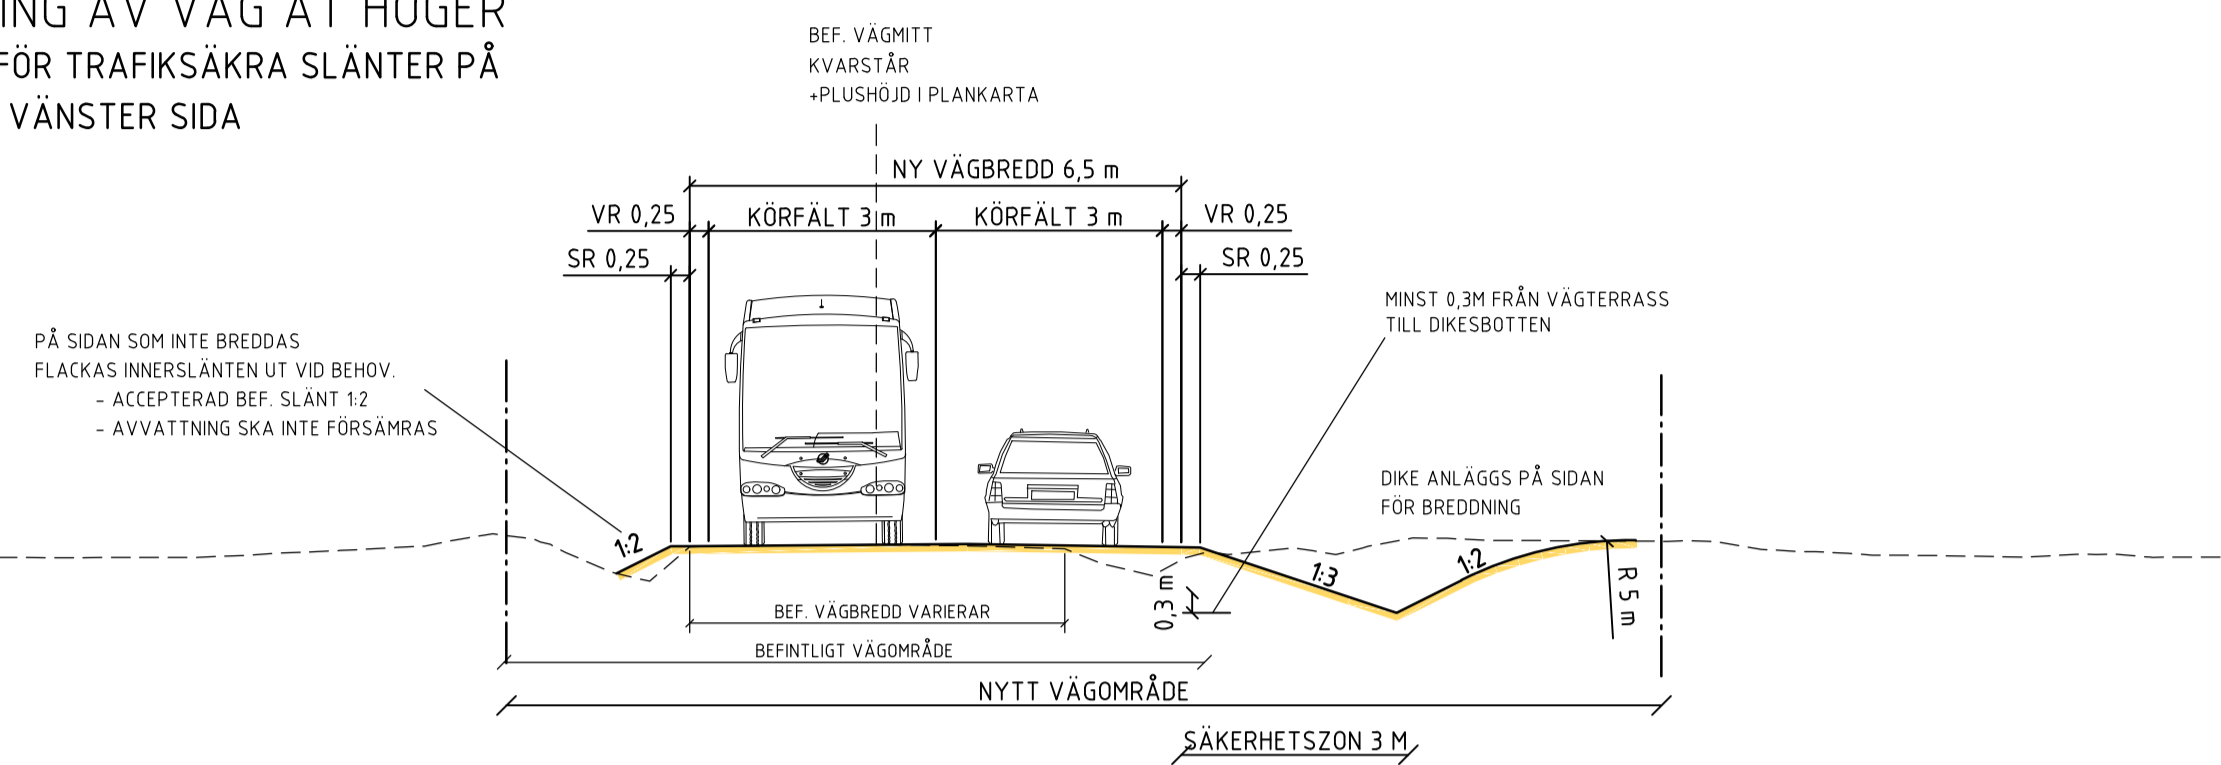 AV VÄG ÅT HÖGER
FÖR TRAFIKSÄKRA SLÄNTER PÅ
VÄNSTER SIDA
BEF. VÄGMITT
KVARSTÅR
+PLUSHÖJD I PLANKARTA
NY VÄGBREDD 6,5 m
VR 0,25
KÖRFÄLT 3 m
KÖRFÄLT 3 m
VR 0,25
SR 0,25
SR 0,25
MINST 0,3M FRÅN VÄGTERRASS
TILL DIKESBOTTEN
PÅ SIDAN SOM INTE BREDDAS
FLACKAS INNERSLÄNTEN UT VID BEHOV.
- ACCEPTERAD BEF. SLÄNT 1:2
- AVVATTNING SKA INTE FÖRSÄMRAS
DIKE ANLÄGGS PÅ SIDAN
FÖR BREDDNING
1:2
1:3
1:2
R 5 m
0,3 m
BEF. VÄGBREDD VARIERAR
BEFINTLIGT VÄGOMRÅDE
NYTT VÄGOMRÅDE
SÄKERHETSZON 3 M